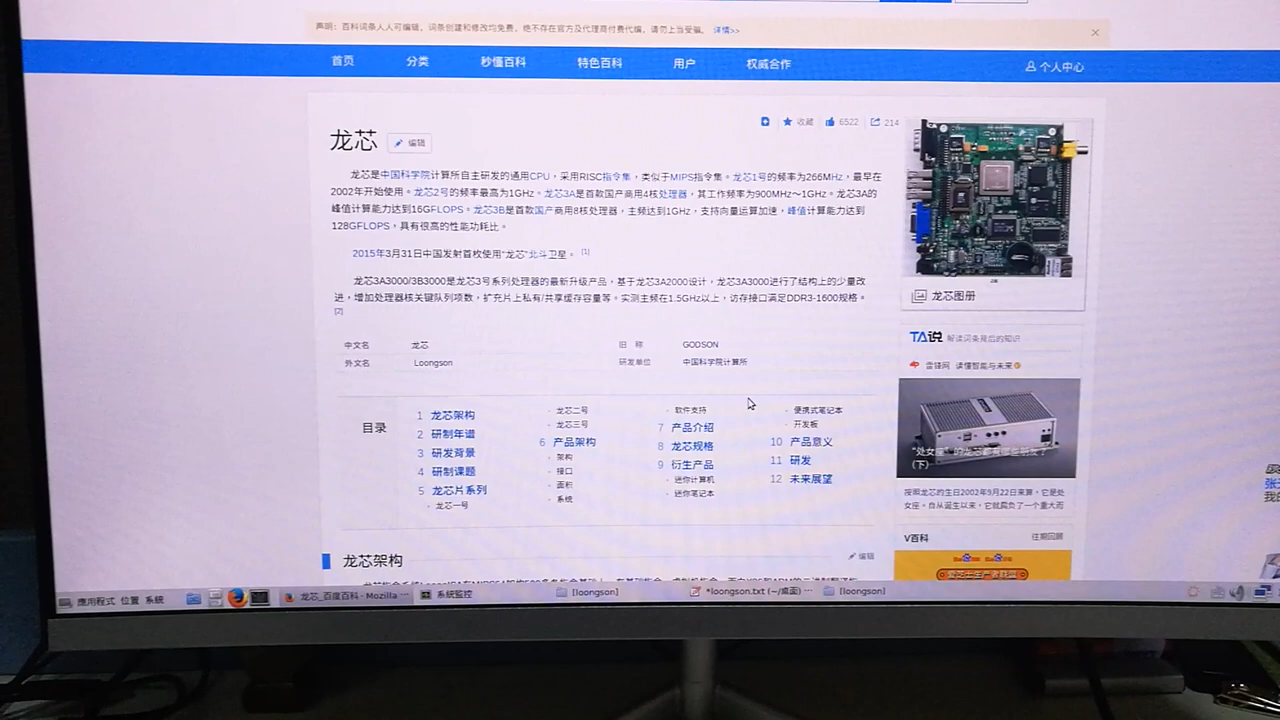 声明：百科词条人人可编辑，词条创建和修改均免费，绝不存在官方及代理商付费代编，请勿上当受骗。 详情>>
首页 分类 秒懂百科 特色百科 用户 权威合作 个人中心
龙芯 编辑
收藏 6522 214
龙芯是中国科学院计算所自主研发的通用CPU，采用RISC指令集，类似于MIPS指令集。龙芯1号的频率为266MHz，最早在
2002年开始使用。龙芯2号的频率最高为1GHz。龙芯3A是首款国产商用4核处理器，其工作频率为900MHz～1GHz。龙芯3A的
峰值计算能力达到16GFLOPS。龙芯3B是首款国产商用8核处理器，主频达到1GHz，支持向量运算加速，峰值计算能力达到
128GFLOPS，具有很高的性能功耗比。
2015年3月31日中国发射首枚使用"龙芯"北斗卫星。 [1]
龙芯3A3000/3B3000是龙芯3号系列处理器的最新升级产品，基于龙芯3A2000设计，龙芯3A3000进行了结构上的少量改
进，增加处理器核关键队列项数，扩充片上私有/共享缓存容量等。实测主频在1.5GHz以上，访存接口满足DDR3-1600规格。
[2]
中文名 龙芯 旧 称 GODSON
外文名 Loongson 研发单位 中国科学院计算所
目录
1 龙芯架构
2 研制年谱
3 研发背景
4 研制课题
5 龙芯片系列
龙芯一号
龙芯二号
龙芯三号
6 产品架构
架构
接口
面积
系统
软件支持
7 产品介绍
8 龙芯规格
9 衍生产品
迷你计算机
迷你笔记本
便携式笔记本
开发板
10 产品意义
11 研发
12 未来展望
龙芯架构 编辑
龙芯图册
TA说 解读词条背后的知识
雷锋网 读懂智能与未来
"处女座"的龙芯都有哪些朋友？
(下)
按照龙芯的生日2002年9月22日来算，它是处
女座。自从诞生以来，它就肩负了一个重大而
V百科 往期回顾
张
我的
應用程式 位置 系統 龙芯_百度百科 - Mozilla ... 系統監控 [loongson] *loongson.txt (~/桌面) ... [loongson]